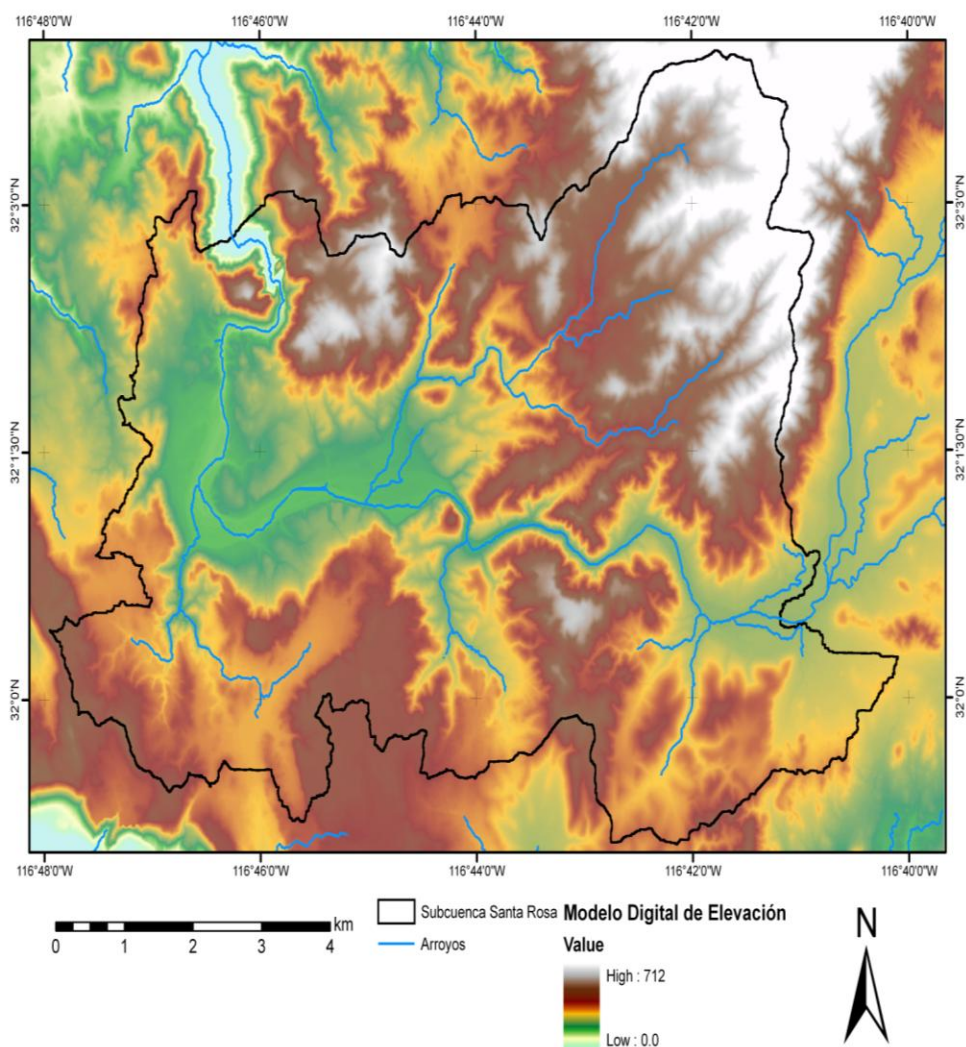 116°48'0"W 116°46'0"W 116°44'0"W 116°42'0"W 116°40'0"W
32°3'0"N 32°3'0"N
32°1'30"N 32°1'30"N
32°0'N 32°0'N
116°48'0"W 116°46'0"W 116°44'0"W 116°42'0"W 116°40'0"W
Subcuenca Santa Rosa
Arroyos
km
0 1 2 3 4
Modelo Digital de Elevación
Value
High : 712
Low : 0.0
N